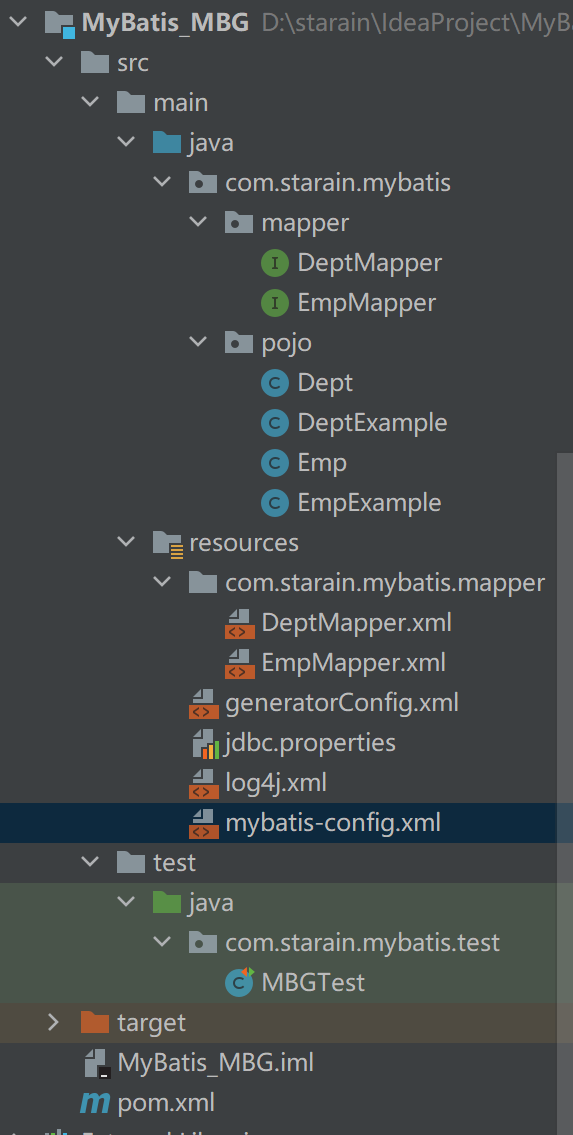 MyBatis_MBG D:\starain\IdeaProject\MyBa
src
main
java
com.starain.mybatis
mapper
DeptMapper
EmpMapper
pojo
Dept
DeptExample
Emp
EmpExample
resources
com.starain.mybatis.mapper
DeptMapper.xml
EmpMapper.xml
generatorConfig.xml
jdbc.properties
log4j.xml
mybatis-config.xml
test
java
com.starain.mybatis.test
MBGTest
target
MyBatis_MBG.iml
pom.xml